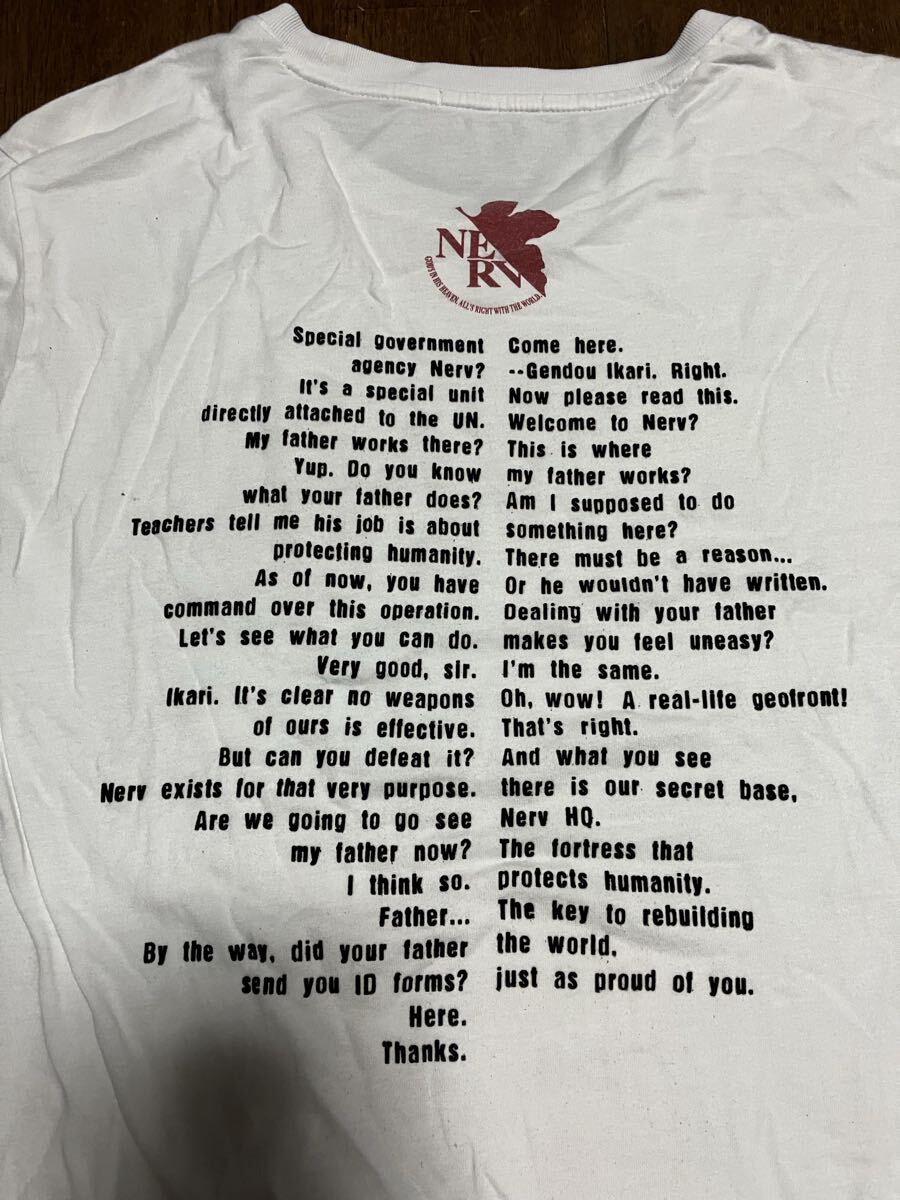 NERV
GOD'S IN HIS HEAVEN. ALL'S RIGHT WITH THE WORLD.
Special government
agency Nerv?
It's a special unit
directly attached to the UN.
My father works there?
Yup. Do you know
what your father does?
Teachers tell me his job is about
protecting humanity.
As of now, you have
command over this operation.
Let's see what you can do.
Very good, sir.
Ikari. It's clear no weapons
of ours is effective.
But can you defeat it?
Nerv exists for that very purpose.
Are we going to go see
my father now?
I think so.
Father...
By the way, did your father
send you ID forms?
Here.
Thanks.
Come here.
--Gendou Ikari. Right.
Now please read this.
Welcome to Nerv?
This is where
my father works?
Am I supposed to do
something here?
There must be a reason...
Or he wouldn't have written.
Dealing with your father
makes you feel uneasy?
I'm the same.
Oh, wow! A real-life geofront!
That's right.
And what you see
there is our secret base,
Nerv HQ.
The fortress that
protects humanity.
The key to rebuilding
the world,
just as proud of you.